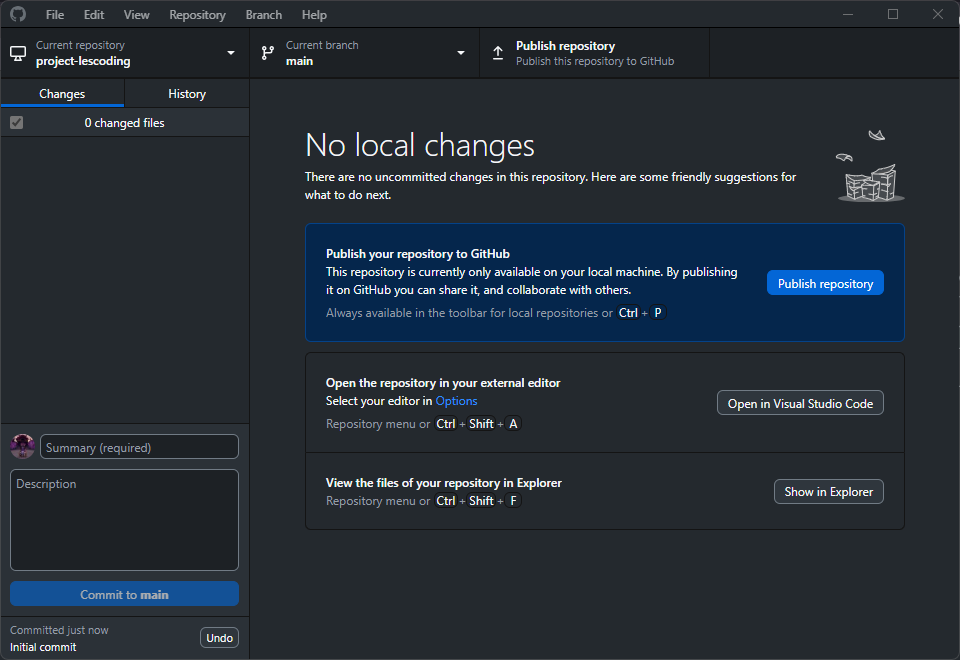 File Edit View Repository Branch Help
Current repository
project-lescoding
Current branch
main
Publish repository
Publish this repository to GitHub
Changes
History
0 changed files
No local changes
There are no uncommitted changes in this repository. Here are some friendly suggestions for
what to do next.
Publish your repository to GitHub
This repository is currently only available on your local machine. By publishing
it on GitHub you can share it, and collaborate with others.
Always available in the toolbar for local repositories or Ctrl + P
Publish repository
Open the repository in your external editor
Select your editor in Options
Repository menu or Ctrl + Shift + A
Open in Visual Studio Code
View the files of your repository in Explorer
Repository menu or Ctrl + Shift + F
Show in Explorer
Summary (required)
Description
Commit to main
Committed just now
Initial commit
Undo